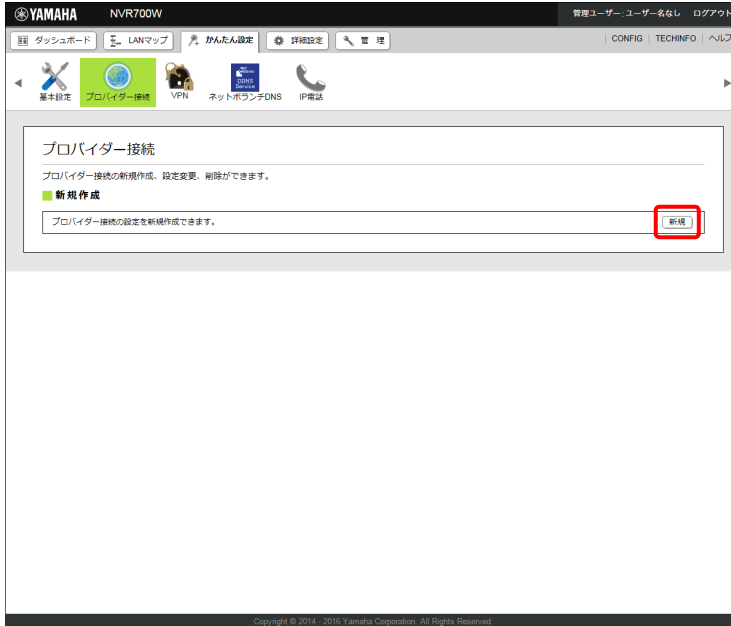 YAMAHA NVR700W 管理ユーザー:ユーザー名なし ログアウト
ダッシュボード LANマップ かんたん設定 詳細設定 管 理 | CONFIG | TECHINFO | ヘルプ
基本設定 プロバイダー接続 VPN ネットボランチDNS IP電話
DDNS
Service
プロバイダー接続
プロバイダー接続の新規作成、設定変更、削除ができます。
新規作成
プロバイダー接続の設定を新規作成できます。 新規
Copyright © 2014 - 2016 Yamaha Corporation. All Rights Reserved.